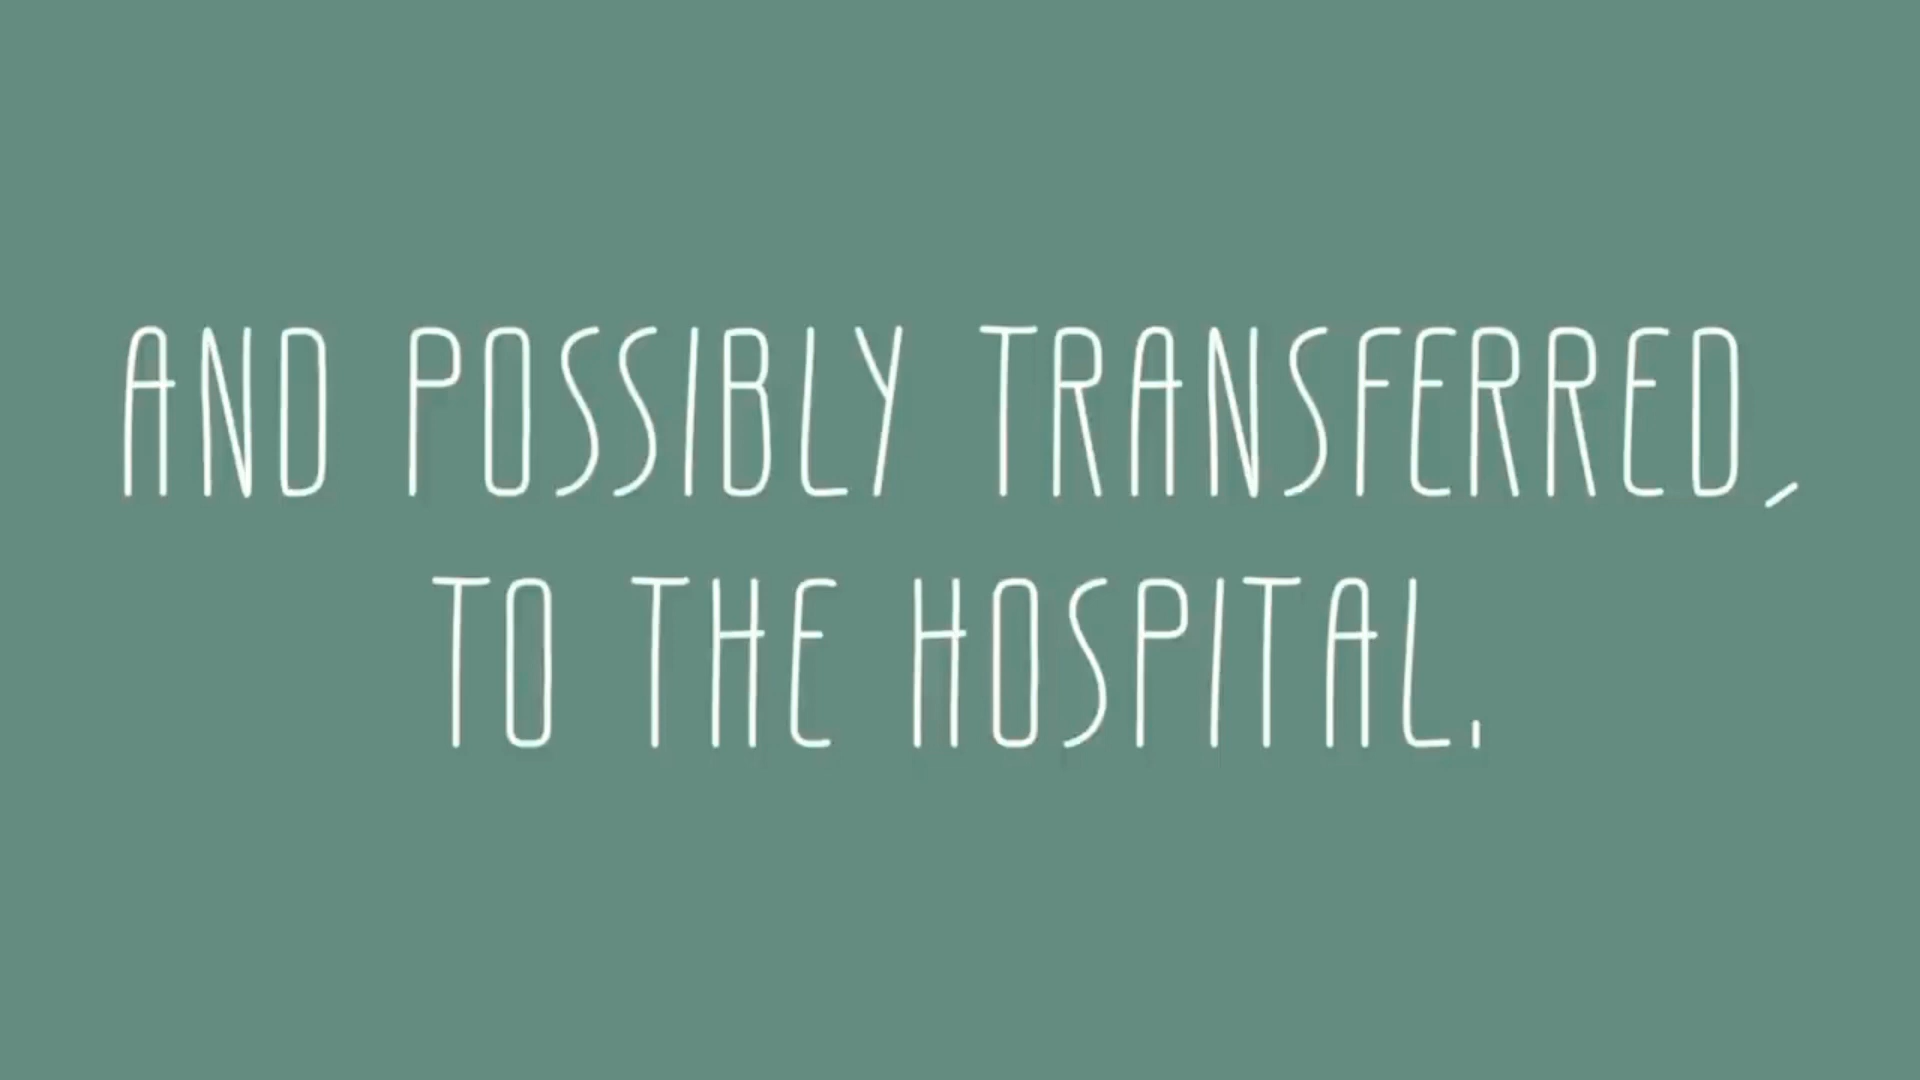 AND POSSIBLY TRANSFERRED,
TO THE HOSPITAL.